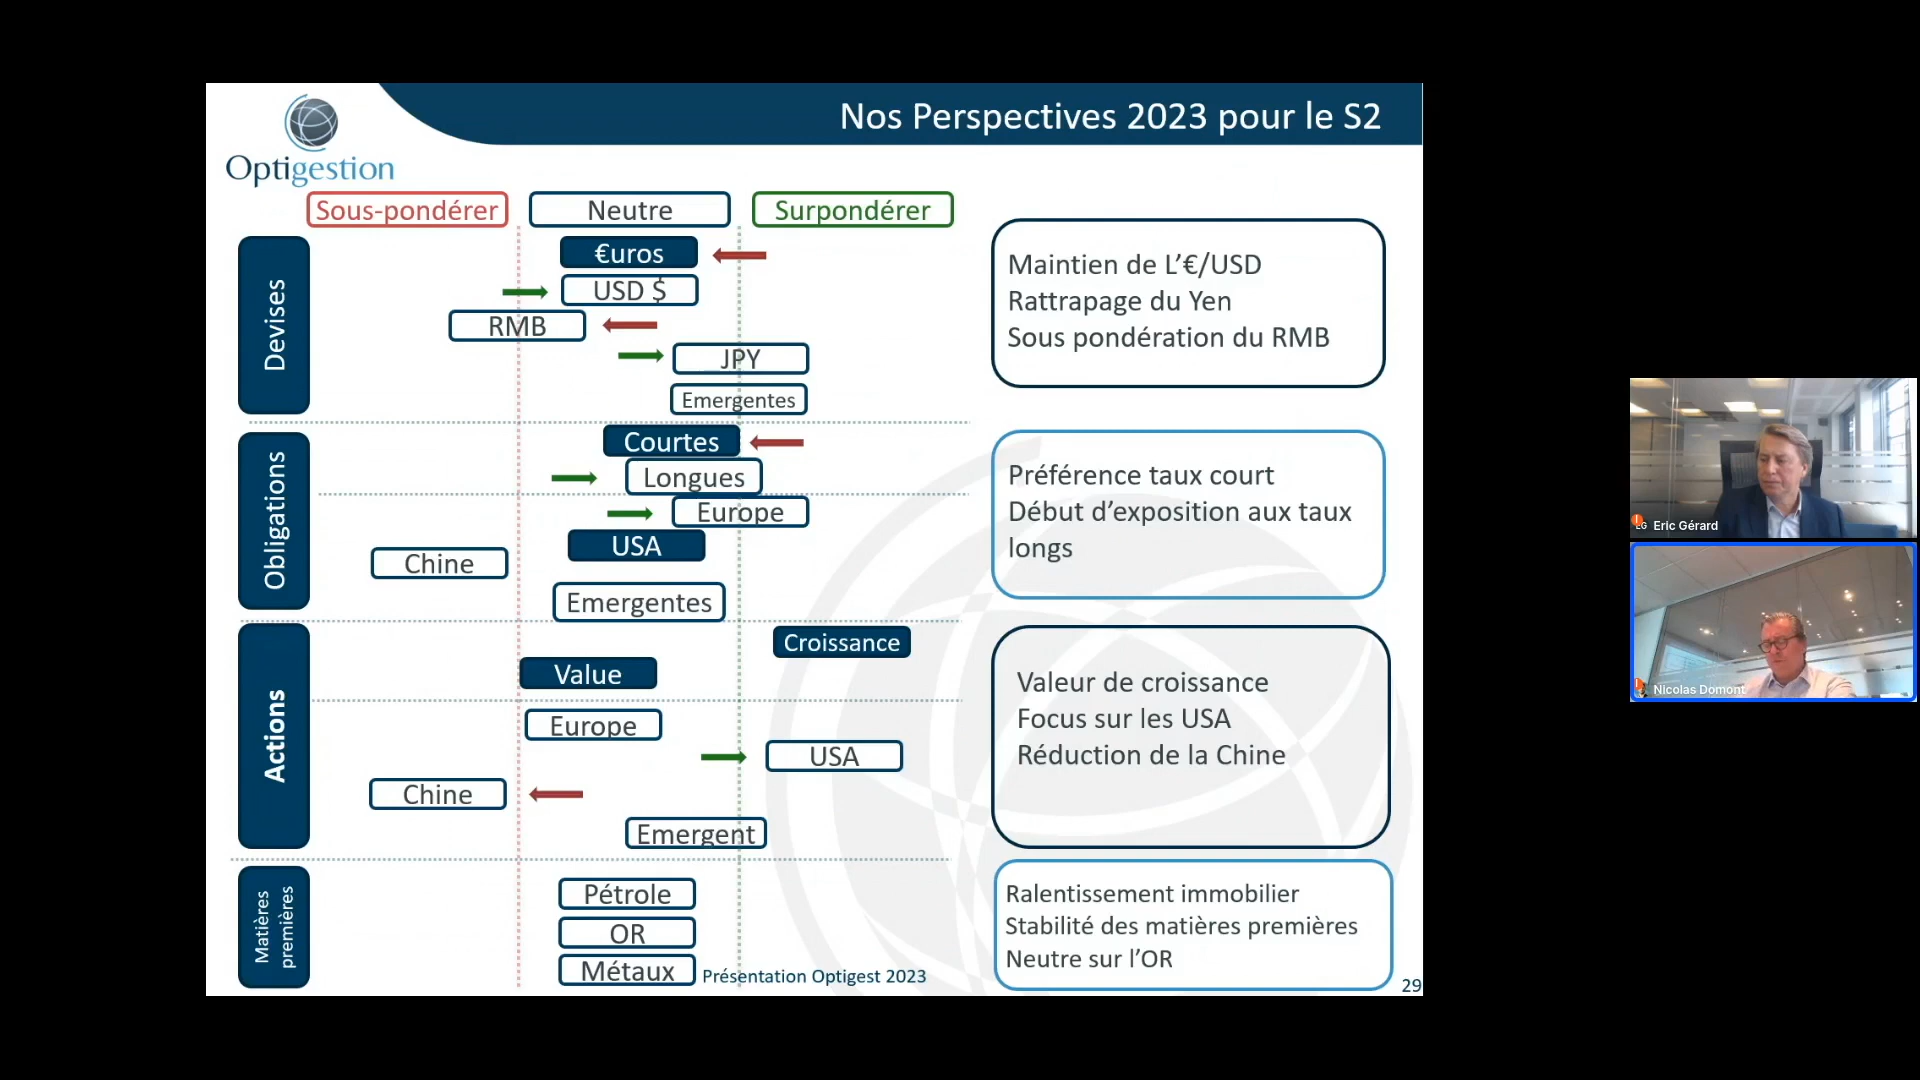 Nos Perspectives 2023 pour le S2
Optigestion
Sous-pondérer
Neutre
Surpondérer
Devises
€uros
USD $
RMB
JPY
Emergentes
Maintien de L’€/USD
Rattrapage du Yen
Sous pondération du RMB
Obligations
Courtes
Longues
Europe
USA
Chine
Emergentes
Préférence taux court
Début d’exposition aux taux
longs
Actions
Croissance
Value
Europe
USA
Chine
Emergent
Valeur de croissance
Focus sur les USA
Réduction de la Chine
Matières
premières
Pétrole
OR
Métaux
Ralentissement immobilier
Stabilité des matières premières
Neutre sur l’OR
Présentation Optigest 2023
29
EG
Eric Gérard
Nicolas Domont